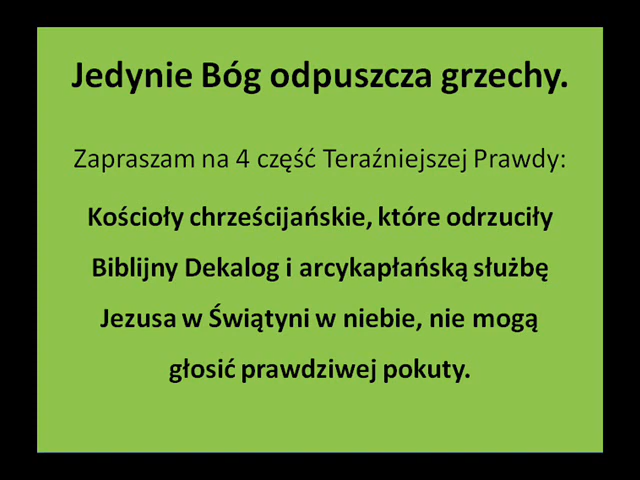 Jedynie Bóg odpuszcza grzechy.
Zapraszam na 4 część Teraźniejszej Prawdy:
Kościoły chrześcijańskie, które odrzuciły
Biblijny Dekalog i arcykapłańską służbę
Jezusa w Świątyni w niebie, nie mogą
głosić prawdziwej pokuty.